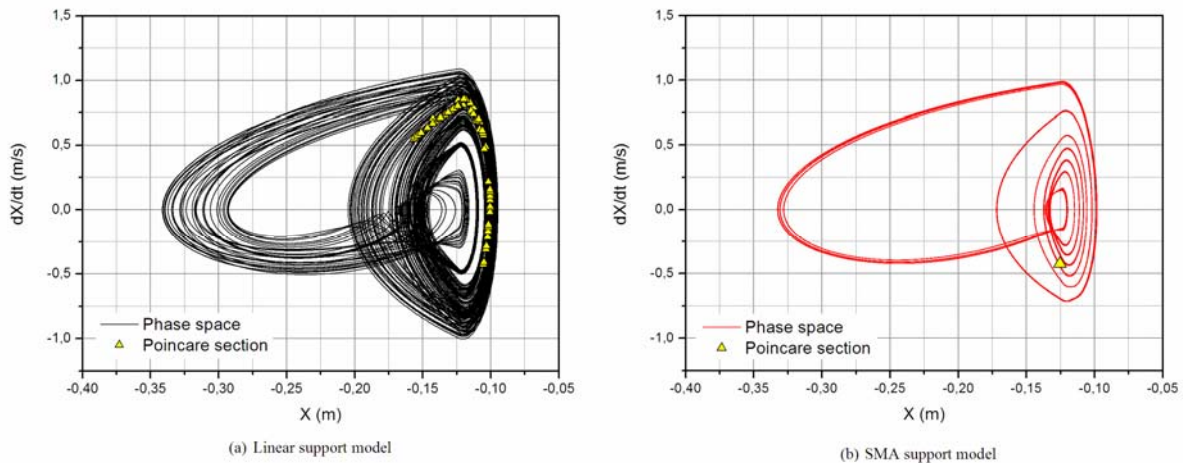 1,5
1,0
0,5
0,0
-0,5
-1,0
dX/dt (m/s)
Phase space
Poincare section
-0,40 -0,35 -0,30 -0,25 -0,20 -0,15 -0,10 -0,05
X (m)
(a) Linear support model
1,5
1,0
0,5
0,0
-0,5
-1,0
dX/dt (m/s)
Phase space
Poincare section
-0,40 -0,35 -0,30 -0,25 -0,20 -0,15 -0,10 -0,05
X (m)
(b) SMA support model